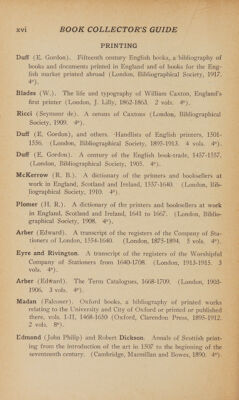 xvi BOOK COLLECTOR'S GUIDE
PRINTING
Duff (E. Gordon). Fifteenth century English books, a bibliography of
books and documents printed in England and of books for the Eng-
lish market printed abroad (London, Bibliographical Society, 1917.
4°).
Blades (W.). The life and typography of William Caxton, England's
first printer (London, J. Lilly, 1862-1863. 2 vols. 4°).
Ricci (Seymour de). A census of Caxtons (London, Bibliographical
Society, 1909. 4°).
Duff (E. Gordon), and others. Handlists of English printers, 1501-
1556. (London, Bibliographical Society, 1895-1913. 4 vols. 4°).
Duff (E. Gordon). A century of the English book-trade, 1457-1557.
(London, Bibliographical Society, 1905. 4°).
McKerrow (R. B.). A dictionary of the printers and booksellers at
work in England, Scotland and Ireland, 1557-1640. (London, Bib-
liographical Society, 1910. 4°).
Plomer (H. R.). A dictionary of the printers and booksellers at work
in England, Scotland and Ireland, 1641 to 1667. (London, Biblio-
graphical Society, 1908. 4°).
Arber (Edward). A transcript of the registers of the Company of Sta-
tioners of London, 1554-1640. (London, 1875-1894. 5 vols. 4°).
Eyre and Rivington. A transcript of the registers of the Worshipful
Company of Stationers from 1640-1708. (London, 1913-1915. 3
vols. 4°).
Arber (Edward). The Term Catalogues, 1668-1709. (London, 1903-
1906, 3 vols. 4°).
Madan (Falconer). Oxford books, a bibliography of printed works
relating to the University and City of Oxford or printed or published
there, vols. I-II, 1468-1650 (Oxford, Clarendon Press, 1895-1912.
2 vols. 8°).
Edmond (John Philip) and Robert Dickson. Annals of Scottish print-
ing from the introduction of the art in 1507 to the beginning of the
seventeenth century. (Cambridge, Macmillan and Bowes, 1890. 4°).